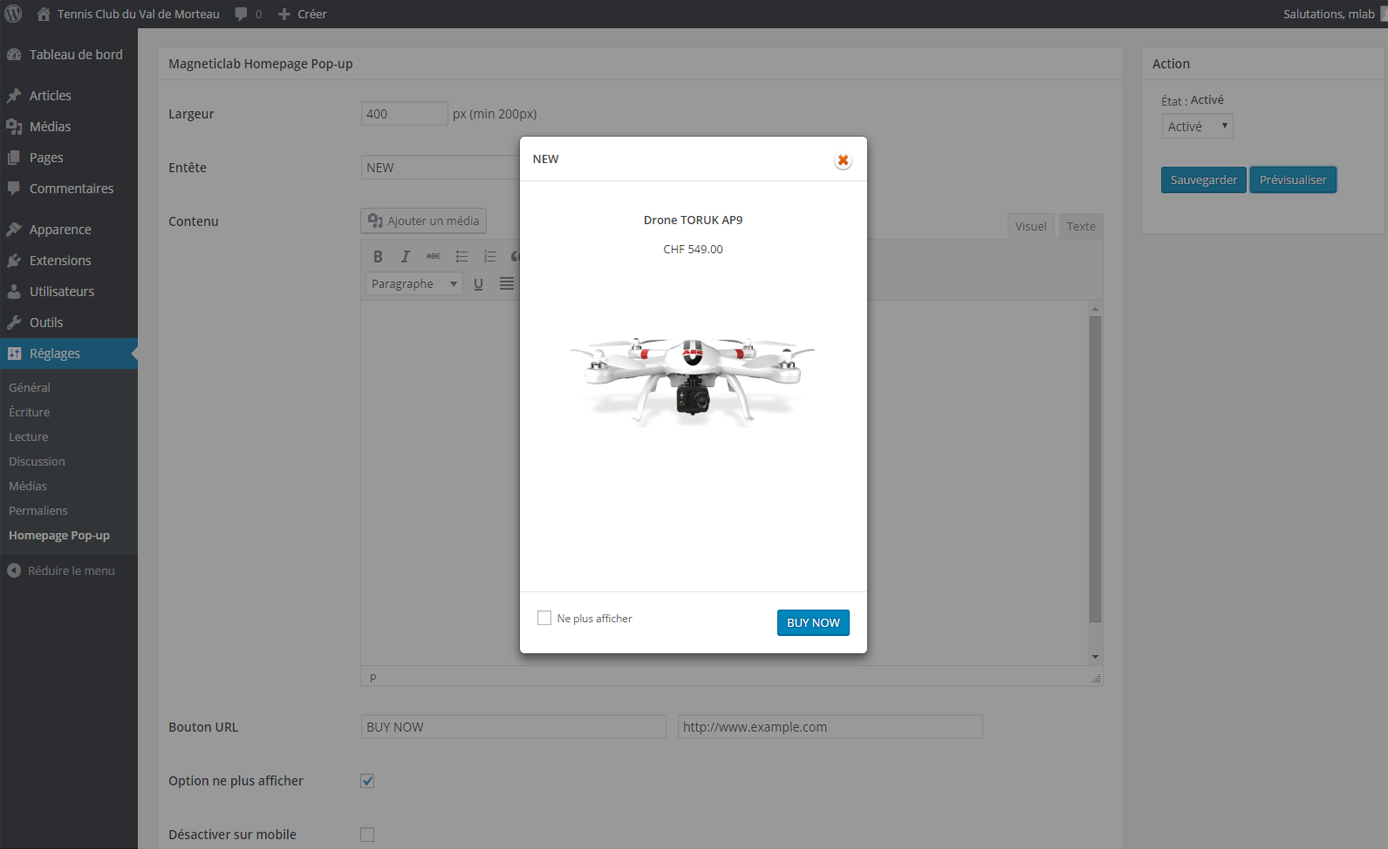 Tennis Club du Val de Morteau 0 Créer Salutations, mlab
Tableau de bord
Articles
Médias
Pages
Commentaires
Apparence
Extensions
Utilisateurs
Outils
Réglages
Général
Écriture
Lecture
Discussion
Médias
Permaliens
Homepage Pop-up
Réduire le menu
Magneticlab Homepage Pop-up
Largeur 400 px (min 200px)
Entête NEW
Contenu Ajouter un média Visuel Texte
B I ABC
Paragraphe U
p
Bouton URL BUY NOW http://www.example.com
Option ne plus afficher
Désactiver sur mobile
NEW
Drone TORUK AP9
CHF 549.00
AEE
Ne plus afficher BUY NOW
Action
État : Activé
Activé
Sauvegarder Prévisualiser